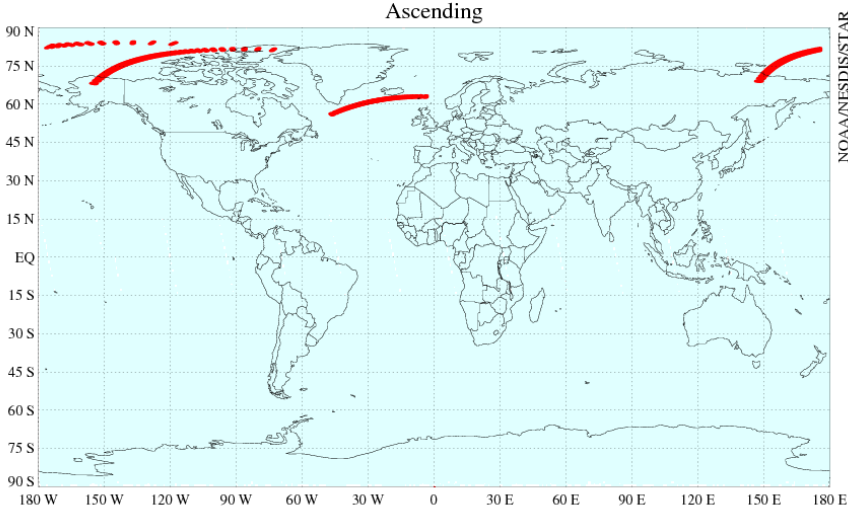 Ascending
90 N
75 N
60 N
45 N
30 N
15 N
EQ
15 S
30 S
45 S
60 S
75 S
90 S
180 W 150 W 120 W 90 W 60 W 30 W 0 30 E 60 E 90 E 120 E 150 E 180 E
NOAA/NESDIS/STAR